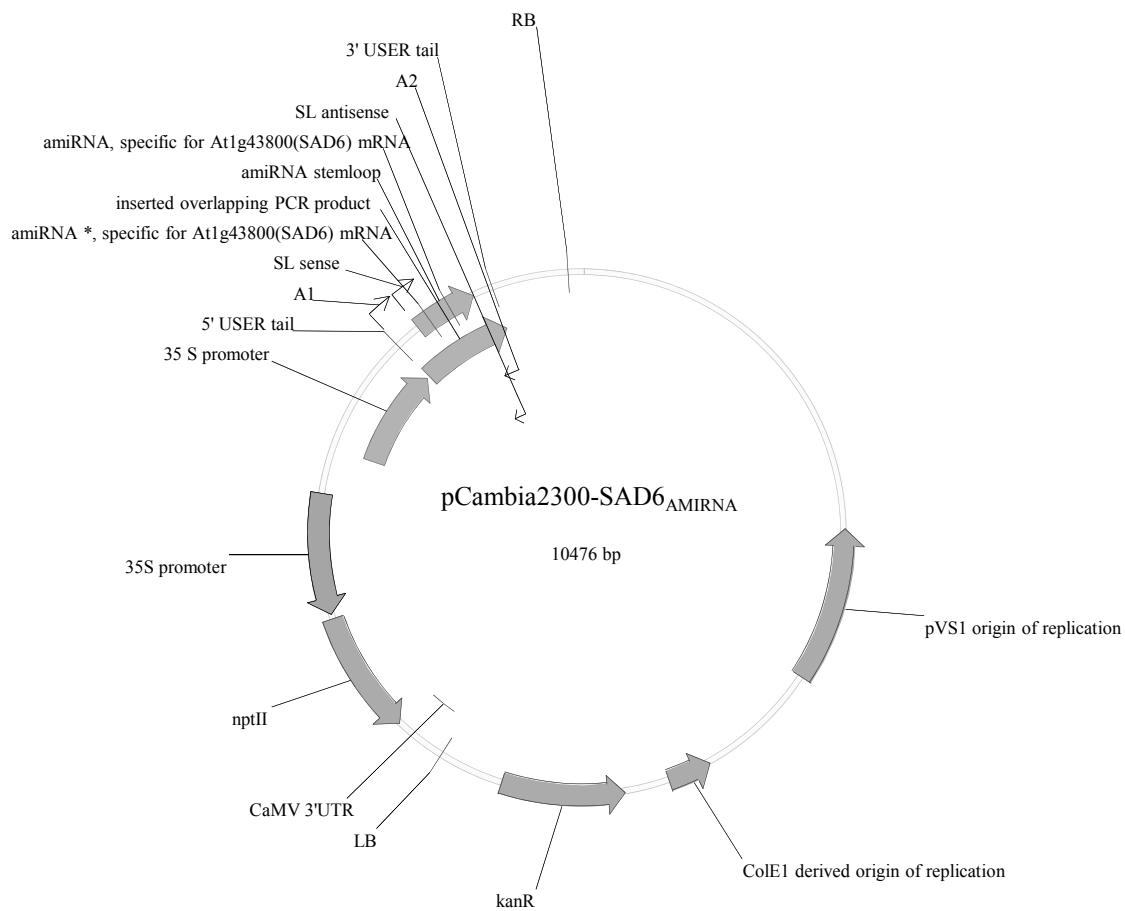 RB
3' USER tail
A2
SL antisense
amiRNA, specific for At1g43800(SAD6) mRNA
amiRNA stemloop
inserted overlapping PCR product
amiRNA *, specific for At1g43800(SAD6) mRNA
SL sense
A1
5' USER tail
35 S promoter
pCambia2300-SAD6AMIRNA
10476 bp
35S promoter
pVS1 origin of replication
nptII
CaMV 3'UTR
LB
ColE1 derived origin of replication
kanR